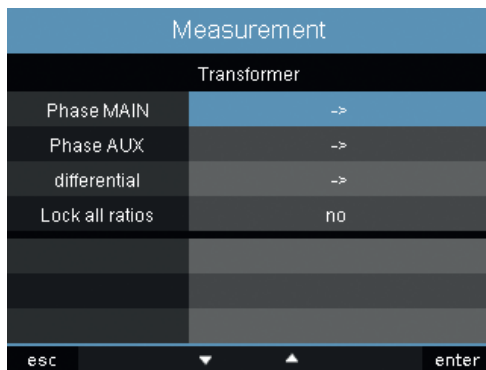 Measurement
Transformer
Phase MAIN ->
Phase AUX ->
differential ->
Lock all ratios no
esc ▼ ▲ enter